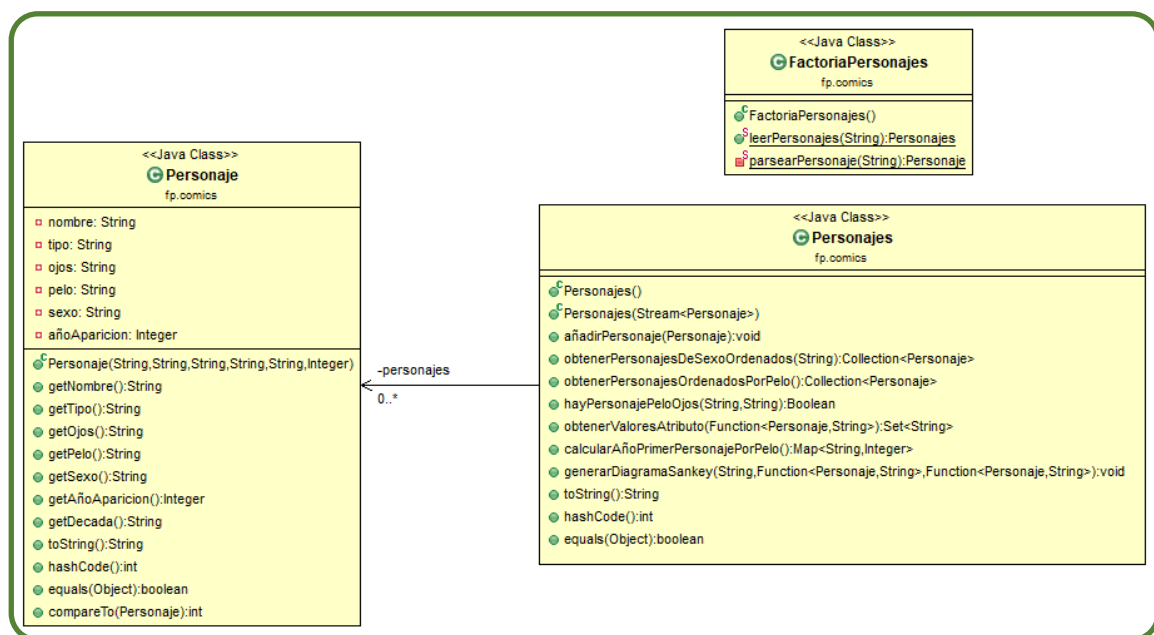 <<Java Class>>
FactoriaPersonajes
fp.comics
FactoriaPersonajes()
leerPersonajes(String):Personajes
parsearPersonaje(String):Personaje
<<Java Class>>
Personaje
fp.comics
nombre: String
tipo: String
ojos: String
pelo: String
sexo: String
añoAparicion: Integer
Personaje(String,String,String,String,String,Integer)
getNombre():String
getTipo():String
getOjos():String
getPelo():String
getSexo():String
getAñoAparicion():Integer
getDecada():String
toString():String
hashCode():int
equals(Object):boolean
compareTo(Personaje):int
-personajes
0..*
<<Java Class>>
Personajes
fp.comics
Personajes()
Personajes(Stream<Personaje>)
añadirPersonaje(Personaje):void
obtenerPersonajesDeSexoOrdenados(String):Collection<Personaje>
obtenerPersonajesOrdenadosPorPelo():Collection<Personaje>
hayPersonajePeloOjos(String,String):Boolean
obtenerValoresAtributo(Function<Personaje,String>):Set<String>
calcularAñoPrimerPersonajePorPelo():Map<String,Integer>
generarDiagramaSankey(String,Function<Personaje,String>,Function<Personaje,String>):void
toString():String
hashCode():int
equals(Object):boolean